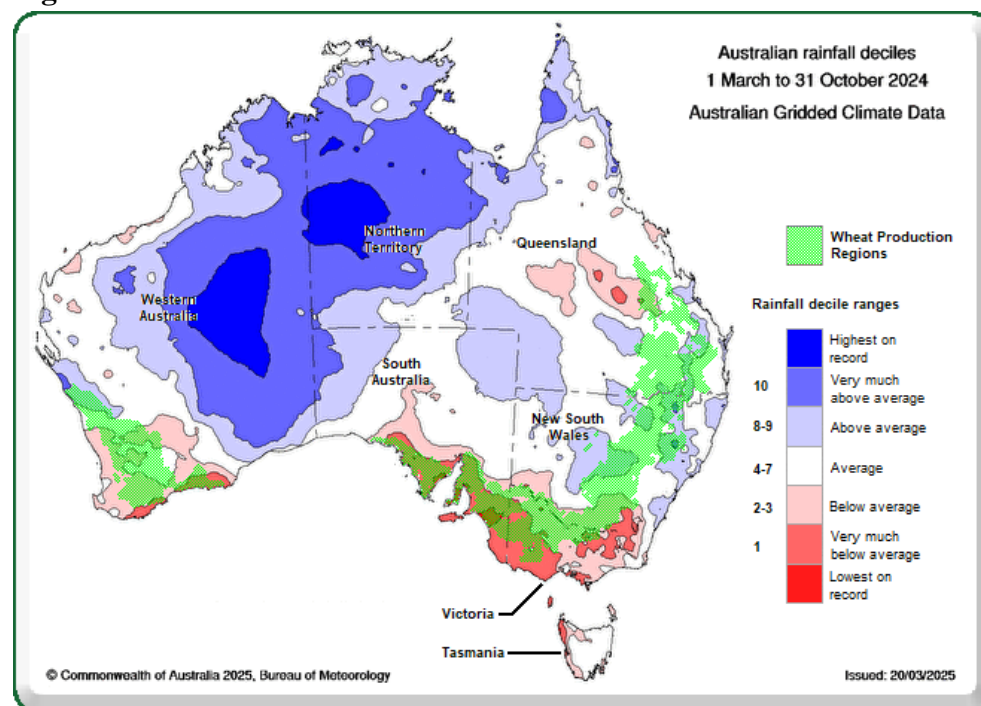 Australian rainfall deciles
1 March to 31 October 2024
Australian Gridded Climate Data
Northern
Territory
Queensland
Western
Australia
South
Australia
New South
Wales
Victoria
Tasmania
Wheat Production
Regions
Rainfall decile ranges
Highest on
record
10 Very much
above average
8-9 Above average
4-7 Average
2-3 Below average
1 Very much
below average
Lowest on
record
© Commonwealth of Australia 2025, Bureau of Meteorology
Issued: 20/03/2025